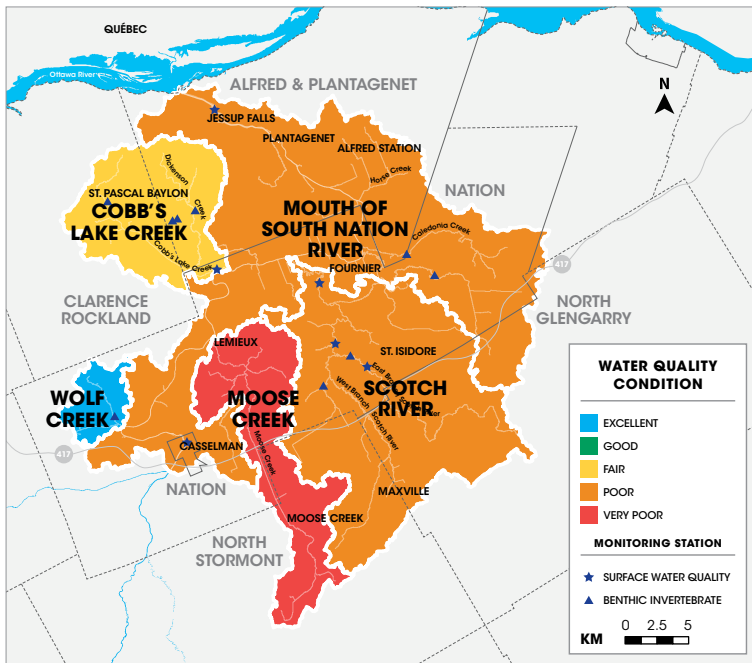 QUÉBEC
Ottawa River
ALFRED & PLANTAGENET
N
JESSUP FALLS
PLANTAGENET
ALFRED STATION
Horse Creek
Dickenson
Creek
ST. PASCAL BAYLON
NATION
COBB'S
LAKE CREEK
MOUTH OF
SOUTH NATION
RIVER
Caledonia Creek
Cobb's Lake Creek
FOURNIER
417
CLARENCE
ROCKLAND
NORTH
GLENGARRY
LEMIEUX
ST. ISIDORE
East Branch
West Branch
Scotch River
WOLF
CREEK
MOOSE
CREEK
SCOTCH
RIVER
CASSELMAN
Moose Creek
417
NATION
MAXVILLE
MOOSE CREEK
NORTH
STORMONT
WATER QUALITY
CONDITION
EXCELLENT
GOOD
FAIR
POOR
VERY POOR
MONITORING STATION
SURFACE WATER QUALITY
BENTHIC INVERTEBRATE
0 2.5 5
KM